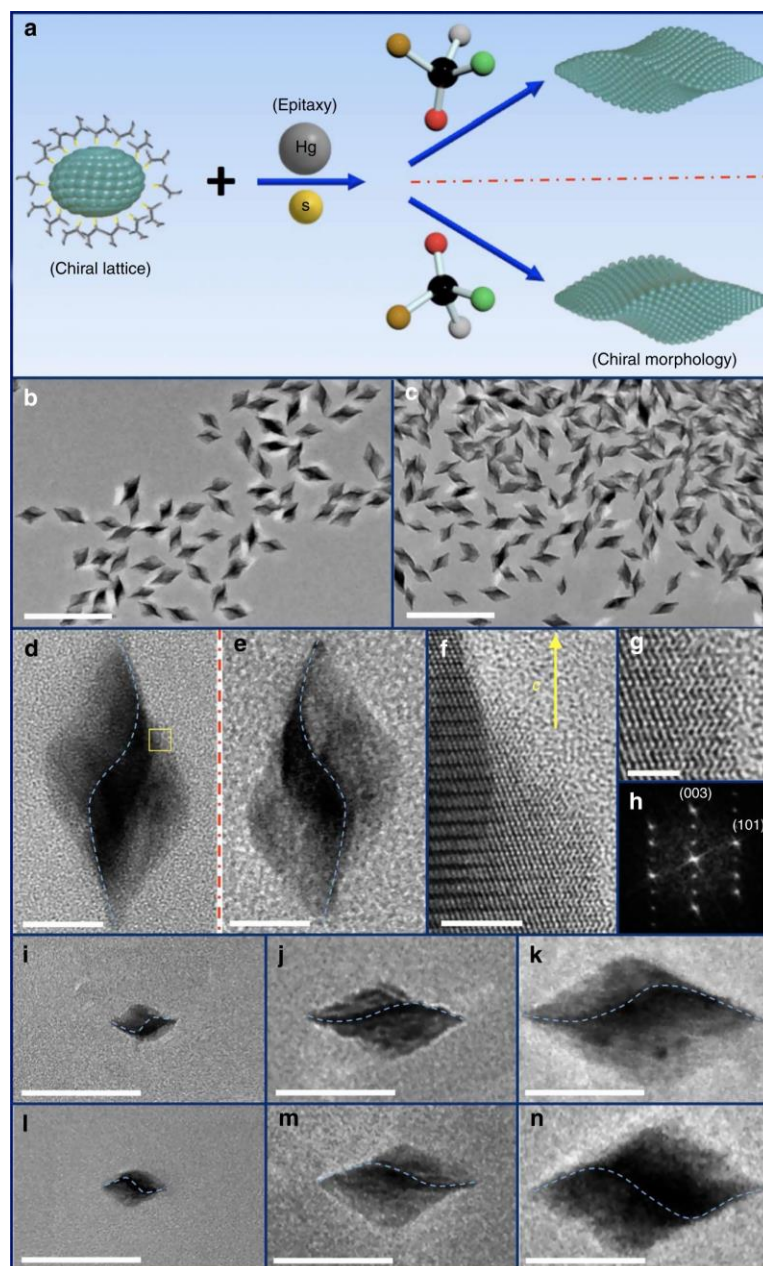 a
(Epitaxy)
Hg
+
s
(Chiral lattice)
(Chiral morphology)
b
c
d
e
f
c
g
h
(003)
(101)
i
j
k
l
m
n